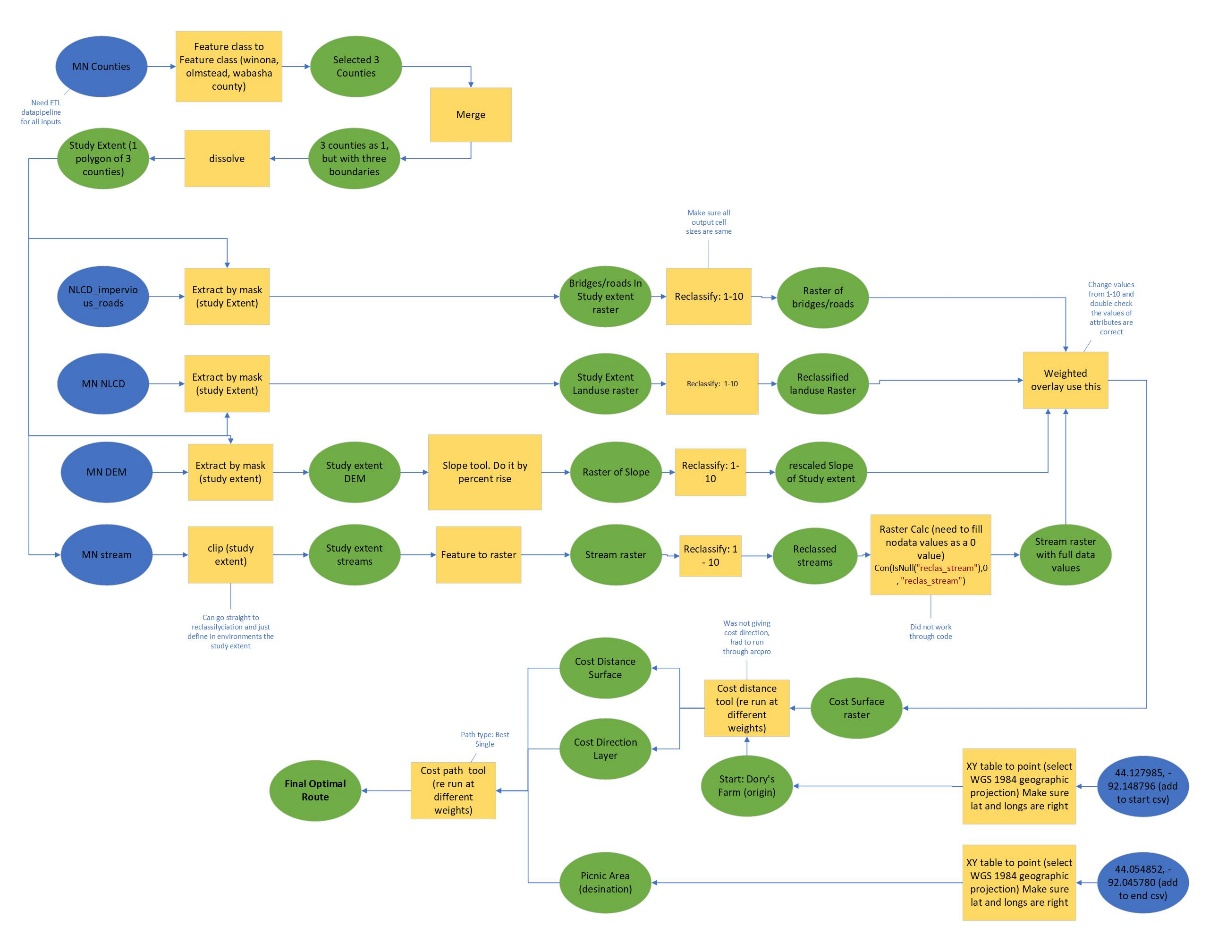 MN Counties
Feature class to
Feature class (winona,
olmstead, wabasha
county)
Selected 3
Counties
Merge
Need ETL
datapipeline
for all inputs
Study Extent (1
polygon of 3
counties)
dissolve
3 counties as 1,
but with three
boundaries
Make sure all
output cell
sizes are same
NLCD_impervio
us_roads
Extract by mask
(study Extent)
Bridges/roads In
Study extent
raster
Reclassify: 1-10
Raster of
bridges/roads
Change values
from 1-10 and
double check
the values of
attributes are
correct
MN NLCD
Extract by mask
(study Extent)
Study Extent
Landuse raster
Reclassify: 1-10
Reclassified
landuse Raster
Weighted
overlay use this
MN DEM
Extract by mask
(study extent)
Study extent
DEM
Slope tool. Do it by
percent rise
Raster of Slope
Reclassify: 1-
10
rescaled Slope
of Study extent
MN stream
clip (study
extent)
Study extent
streams
Feature to raster
Stream raster
Reclassify: 1
- 10
Reclassed
streams
Raster Calc (need to fill
nodata values as a 0
value)
Con(IsNull("reclas_stream"),0
, "reclas_stream")
Stream raster
with full data
values
Can go straight to
reclassilyciation and just
define in environments the
study extent
Did not work
through code
Was not giving
cost direction,
had to run
through arcpro
Cost Distance
Surface
Cost distance
tool (re run at
different
weights)
Cost Surface
raster
Cost Direction
Layer
Path type: Best
Single
Final Optimal
Route
Cost path tool
(re run at
different
weights)
Start: Dory's
Farm (origin)
XY table to point (select
WGS 1984 geographic
projection) Make sure
lat and longs are right
44.127985, -
92.148796 (add
to start csv)
Picnic Area
(desination)
XY table to point (select
WGS 1984 geographic
projection) Make sure
lat and longs are right
44.054852, -
92.045780 (add
to end csv)